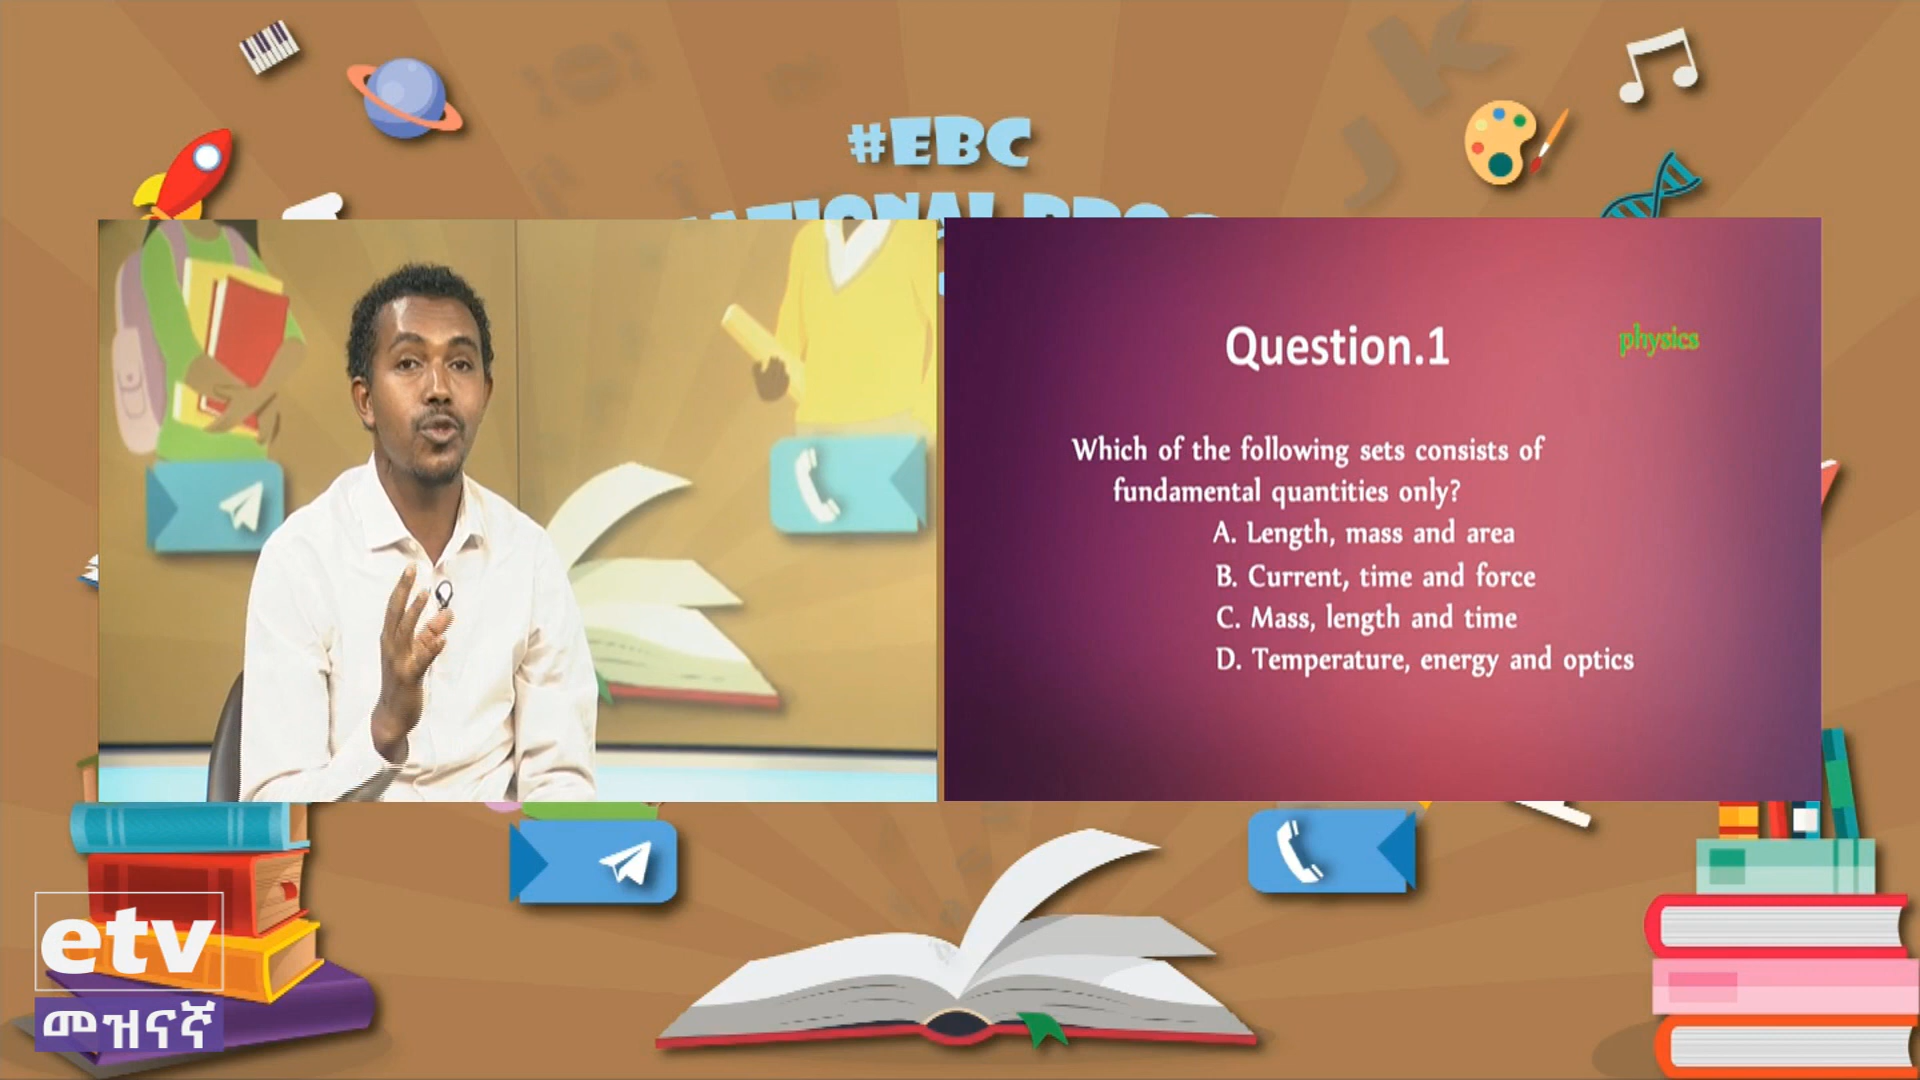 #EBC
Question.1
physics
Which of the following sets consists of
fundamental quantities only?
A. Length, mass and area
B. Current, time and force
C. Mass, length and time
D. Temperature, energy and optics
etv
መዝናኛ